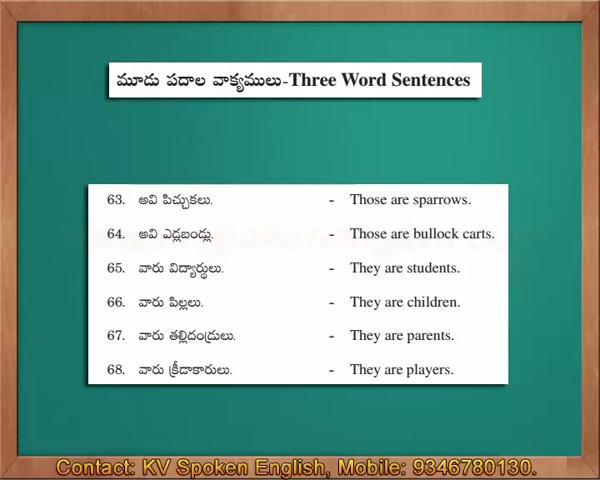 మూడు పదాల వాక్యములు-Three Word Sentences
63. అవి పిచ్చుకలు. - Those are sparrows.
64. అవి ఎడ్లబండ్లు. - Those are bullock carts.
65. వారు విద్యార్థులు. - They are students.
66. వారు పిల్లలు. - They are children.
67. వారు తల్లిదండ్రులు. - They are parents.
68. వారు క్రీడాకారులు. - They are players.
Contact: KV Spoken English, Mobile: 9346780130.